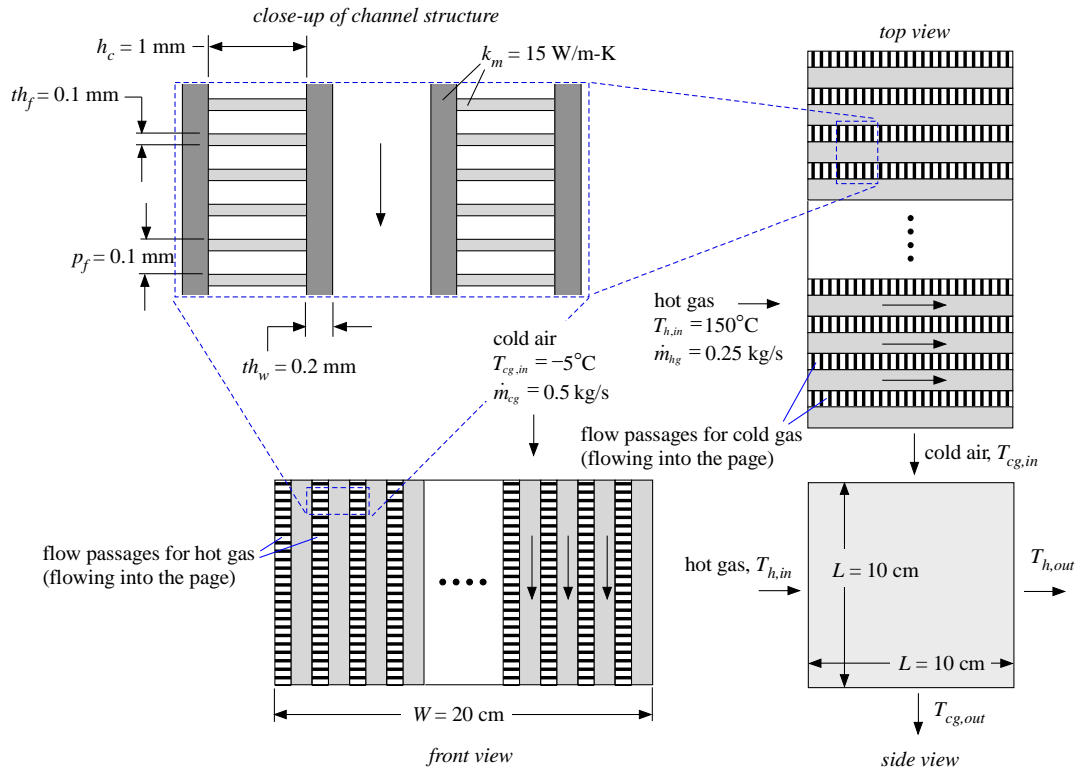 close-up of channel structure
h_c = 1 mm
k_m = 15 W/m-K
th_f = 0.1 mm
p_f = 0.1 mm
th_w = 0.2 mm
cold air
T_cg,in = −5°C
ṁ_cg = 0.5 kg/s
top view
hot gas
T_h,in = 150°C
ṁ_hg = 0.25 kg/s
flow passages for cold gas
(flowing into the page)
cold air, T_cg,in
flow passages for hot gas
(flowing into the page)
W = 20 cm
front view
hot gas, T_h,in
L = 10 cm
T_h,out
L = 10 cm
T_cg,out
side view